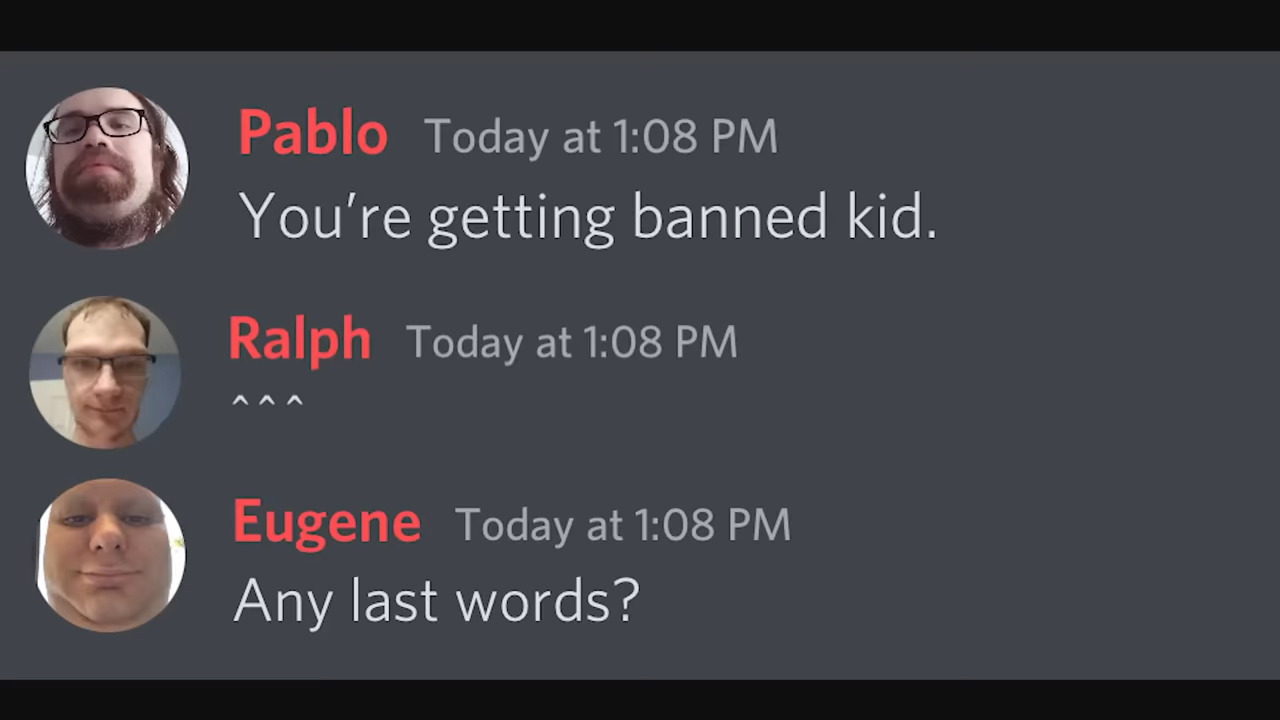 Pablo Today at 1:08 PM
You’re getting banned kid.
Ralph Today at 1:08 PM
^^^
Eugene Today at 1:08 PM
Any last words?